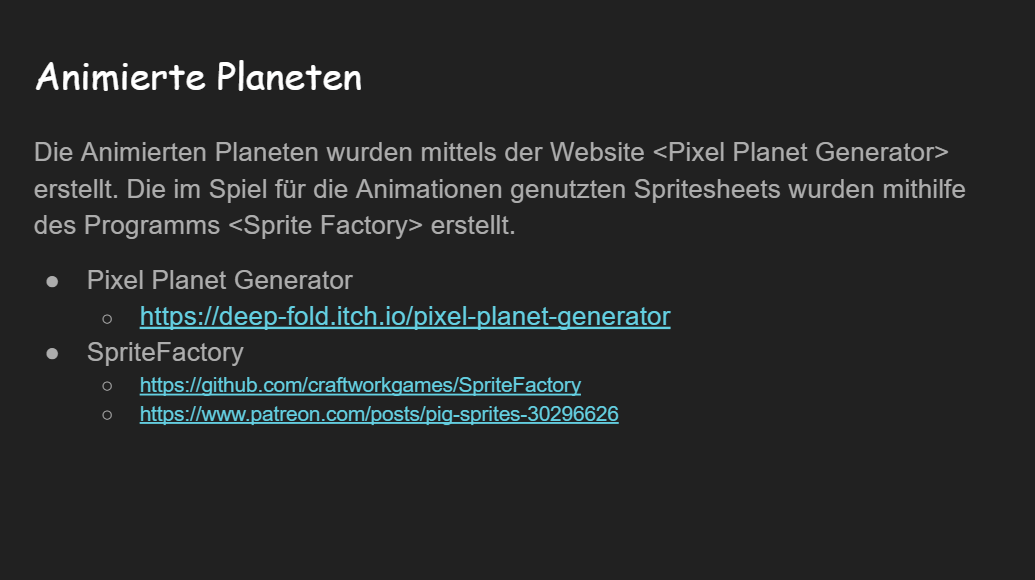 Animierte Planeten
Die Animierten Planeten wurden mittels der Website <Pixel Planet Generator>
erstellt. Die im Spiel für die Animationen genutzten Spritesheets wurden mithilfe
des Programms <Sprite Factory> erstellt.
● Pixel Planet Generator
○ https://deep-fold.itch.io/pixel-planet-generator
● SpriteFactory
○ https://github.com/craftworkgames/SpriteFactory
○ https://www.patreon.com/posts/pig-sprites-30296626